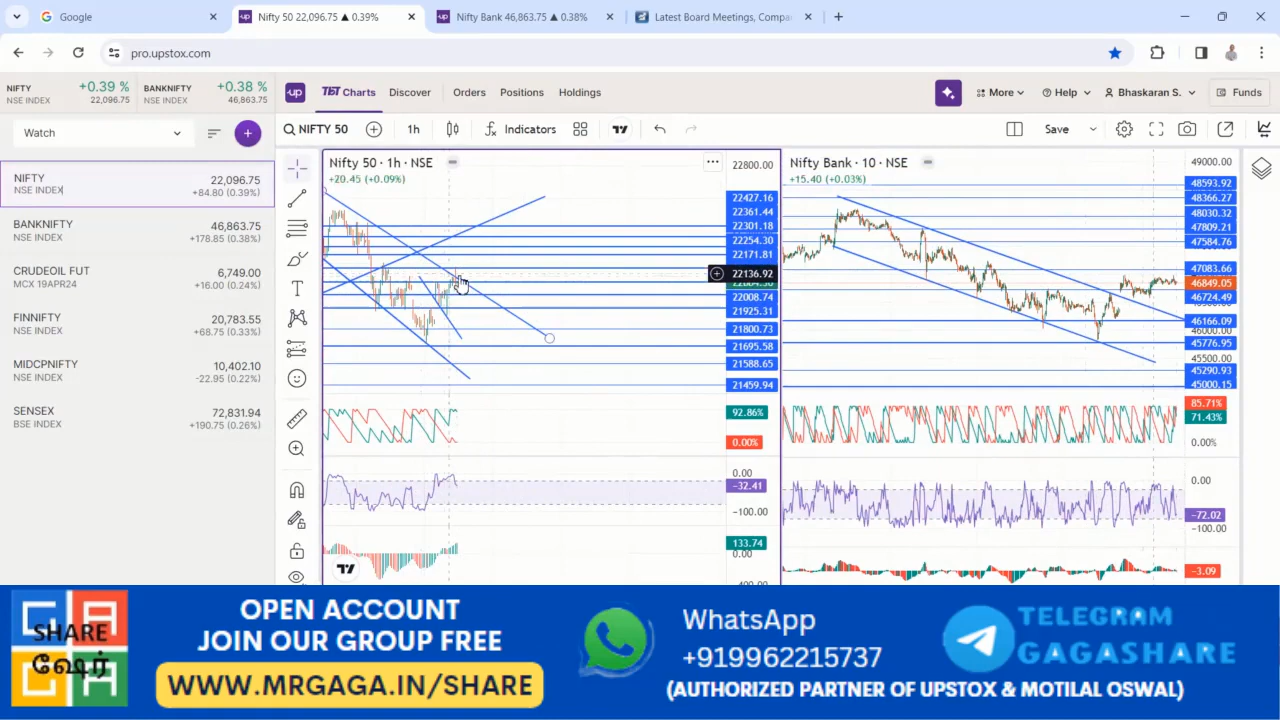 Google
Nifty 50 22,096.75 ▲ 0.39%
Nifty Bank 46,863.75 ▲ 0.38%
Latest Board Meetings, Compa
pro.upstox.com
NIFTY +0.39 %
NSE INDEX 22,096.75
BANKNIFTY +0.38 %
NSE INDEX 46,863.75
up
TBT Charts
Discover
Orders
Positions
Holdings
More
Help
Bhaskaran S.
Funds
Watch
NIFTY 50
1h
Indicators
Save
NIFTY 22,096.75
NSE INDEX +84.80 (0.39%)
BANKNIFTY 46,863.75
NSE INDEX +178.85 (0.38%)
CRUDEOIL FUT 6,749.00
MCX 19APR24 +16.00 (0.24%)
FINNIFTY 20,783.55
NSE INDEX +68.75 (0.33%)
MIDCPNIFTY 10,402.10
NSE INDEX -22.95 (0.22%)
SENSEX 72,831.94
BSE INDEX +190.75 (0.26%)
Nifty 50 · 1h · NSE
+20.45 (+0.09%)
22800.00
22427.16
22361.44
22301.18
22254.30
22171.81
22136.92
22008.74
21925.31
21800.73
21695.58
21588.65
21459.94
92.86%
0.00%
0.00
−32.41
−100.00
133.74
0.00
Nifty Bank · 10 · NSE
+15.40 (+0.03%)
49000.00
48593.92
48366.27
48030.32
47809.21
47584.76
47083.66
46849.05
46724.49
46166.09
46000.00
45776.95
45500.00
45290.93
45000.15
85.71%
71.43%
0.00%
0.00
−72.02
−100.00
−3.09
GAGA
SHARE
ஷேர்
OPEN ACCOUNT
JOIN OUR GROUP FREE
WWW.MRGAGA.IN/SHARE
WhatsApp
+919962215737
TELEGRAM
GAGASHARE
(AUTHORIZED PARTNER OF UPSTOX & MOTILAL OSWAL)